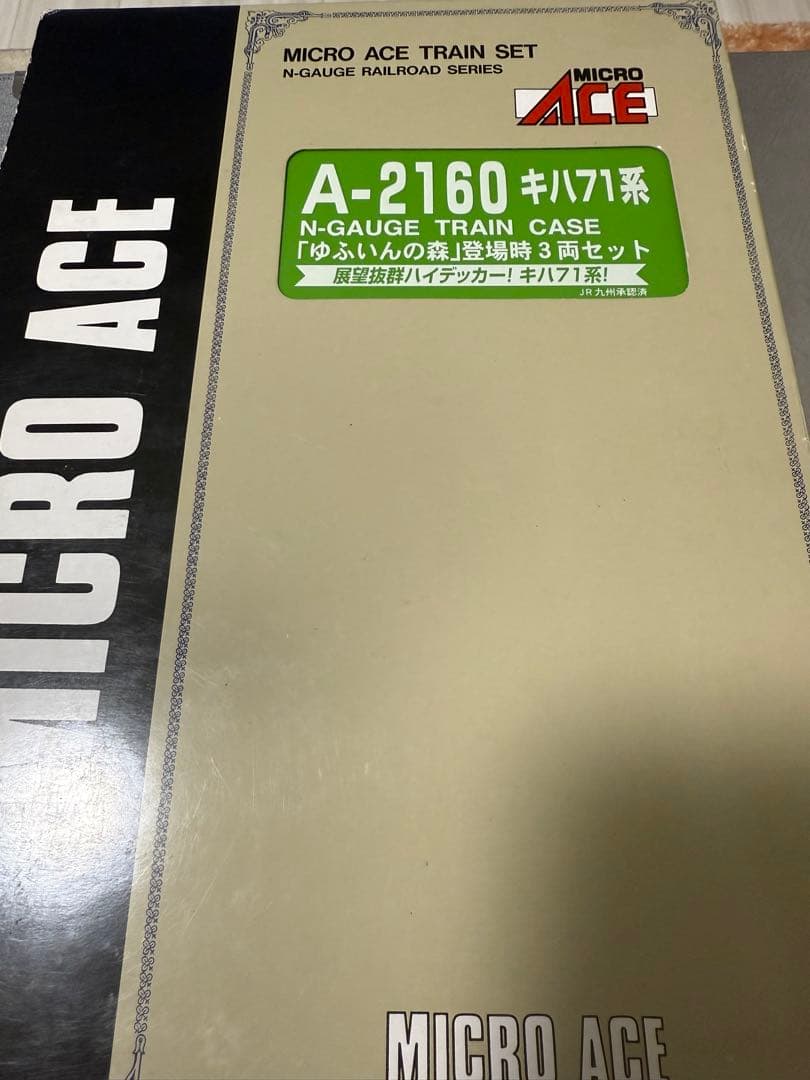 MICRO ACE TRAIN SET
N-GAUGE RAILROAD SERIES
MICRO
ACE
A-2160 キハ71系
N-GAUGE TRAIN CASE
「ゆふいんの森」登場時3両セット
展望抜群ハイデッカー!キハ71系!
JR九州承認済
MICRO ACE
MICRO ACE